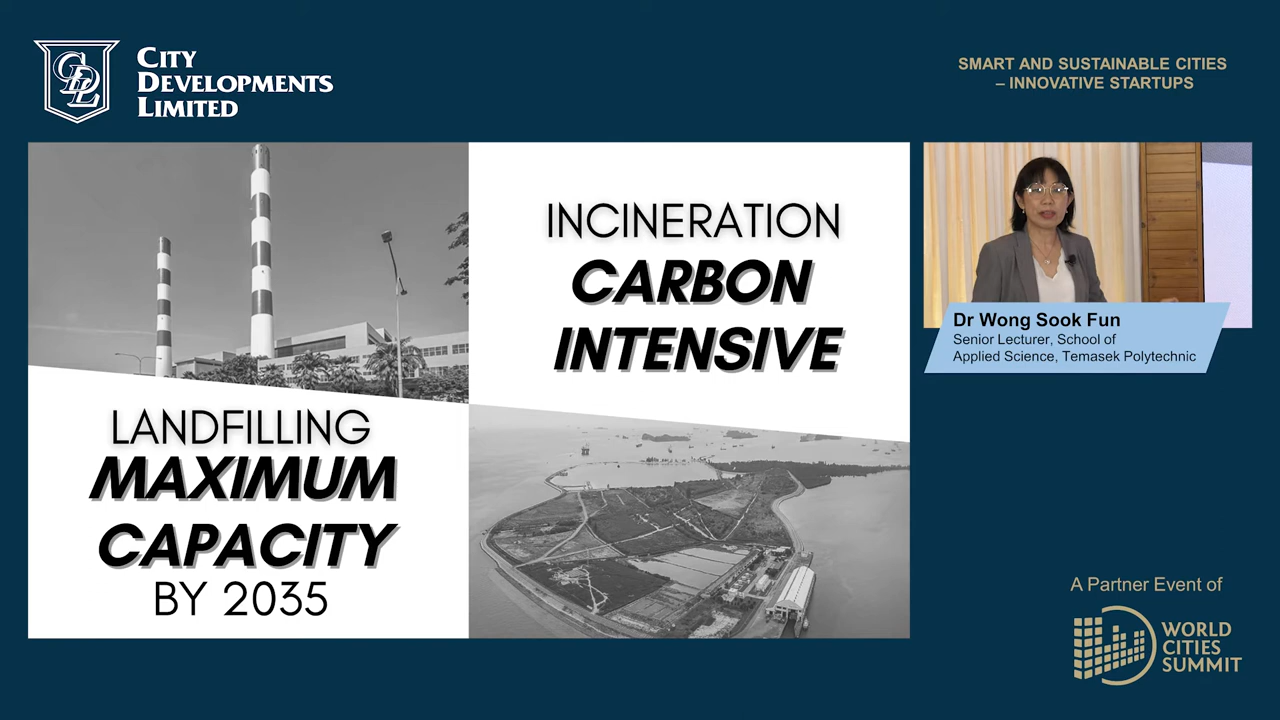 CDL
CITY
DEVELOPMENTS
LIMITED
SMART AND SUSTAINABLE CITIES
– INNOVATIVE STARTUPS
INCINERATION
CARBON
INTENSIVE
LANDFILLING
MAXIMUM
CAPACITY
BY 2035
Dr Wong Sook Fun
Senior Lecturer, School of
Applied Science, Temasek Polytechnic
A Partner Event of
WORLD
CITIES
SUMMIT